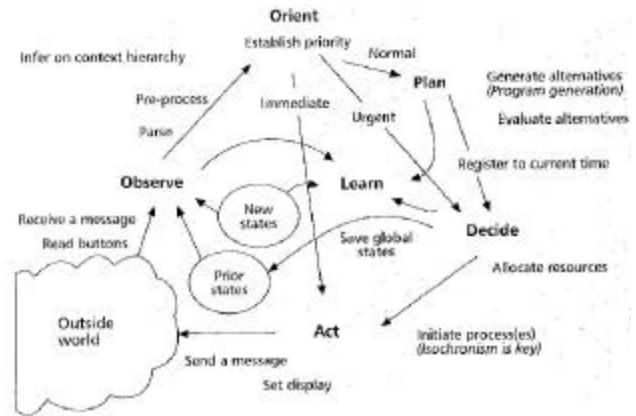 Orient
Establish priority
Infer on context hierarchy
Normal
Plan
Generate alternatives
(Program generation)
Pre-process
Immediate
Urgent
Evaluate alternatives
Parse
Register to current time
Observe
Learn
Receive a message
New
states
Decide
Read buttons
Save global
states
Prior
states
Allocate resources
Outside
world
Act
Initiate process(es)
(Isochronism is key)
Send a message
Set display